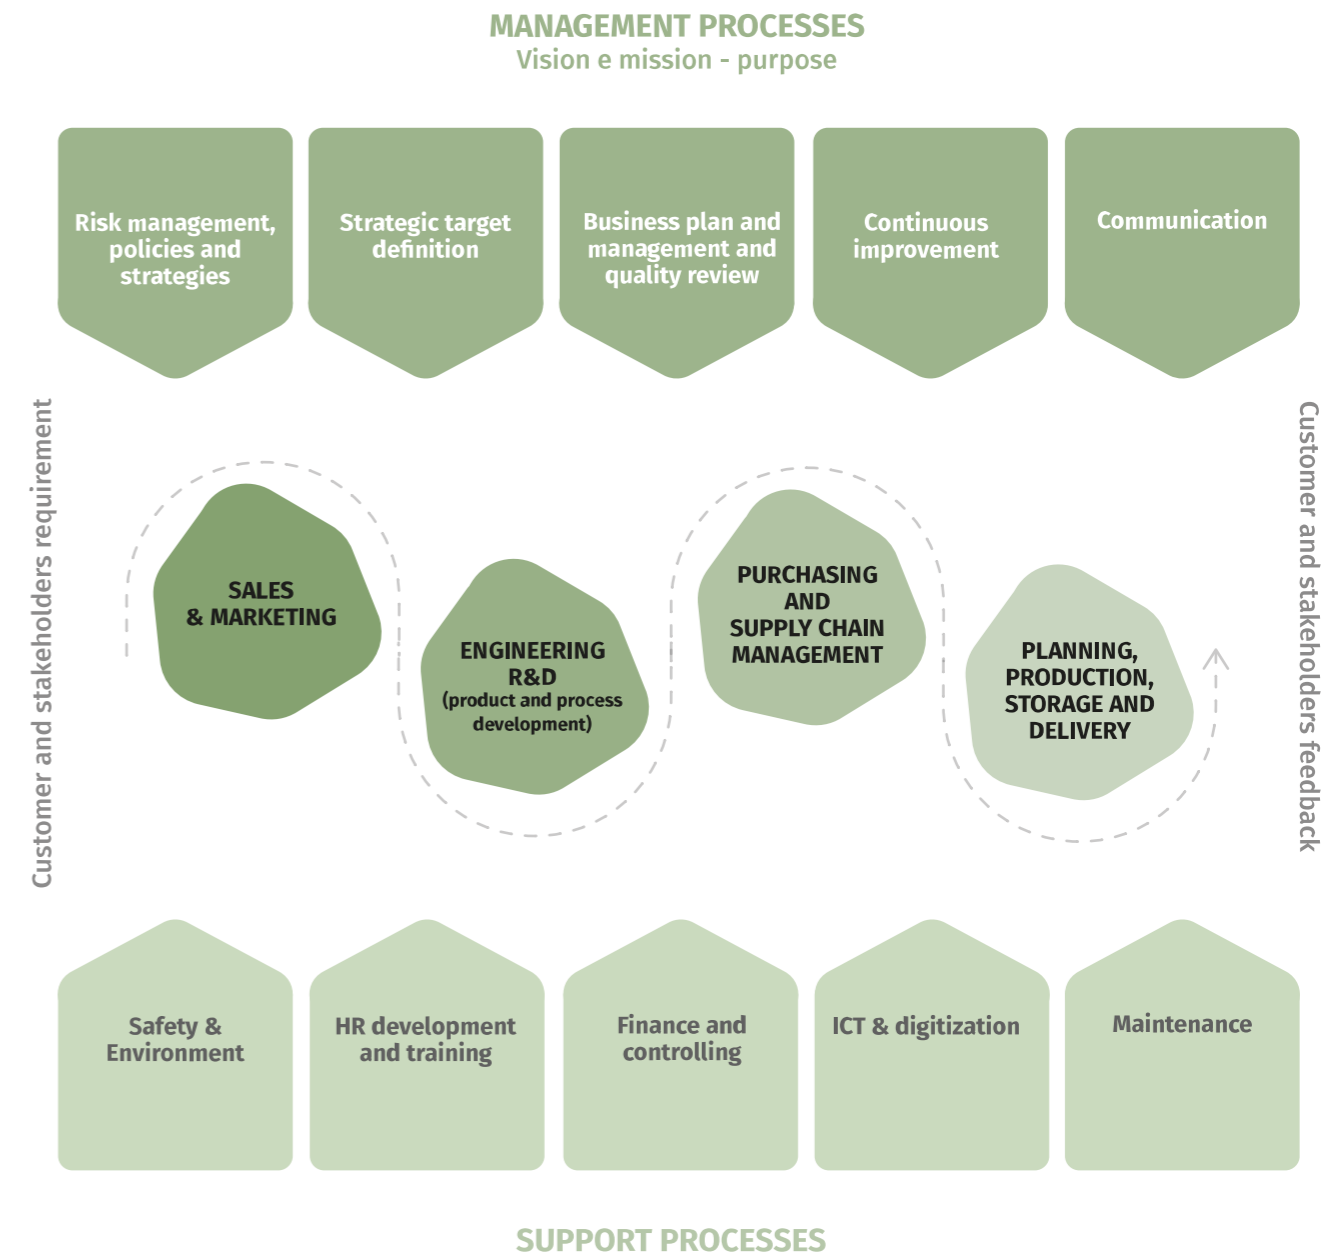 MANAGEMENT PROCESSES
Vision e mission - purpose
Risk management,
policies and
strategies
Strategic target
definition
Business plan and
management and
quality review
Continuous
improvement
Communication
Customer and stakeholders requirement
SALES
& MARKETING
ENGINEERING
R&D
(product and process
development)
PURCHASING
AND
SUPPLY CHAIN
MANAGEMENT
PLANNING,
PRODUCTION,
STORAGE AND
DELIVERY
Customer and stakeholders feedback
Safety &
Environment
HR development
and training
Finance and
controlling
ICT & digitization
Maintenance
SUPPORT PROCESSES